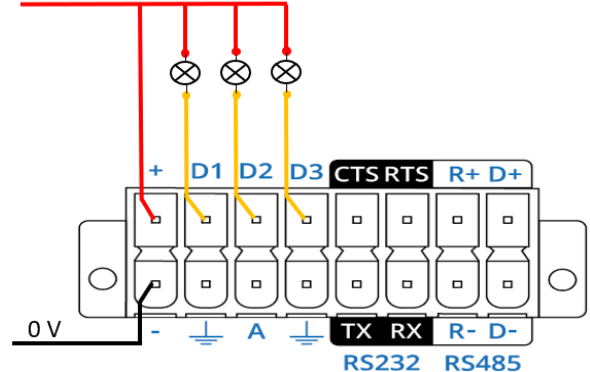 + D1 D2 D3 CTS RTS R+ D+
0 V
- A TX RX R- D-
RS232 RS485